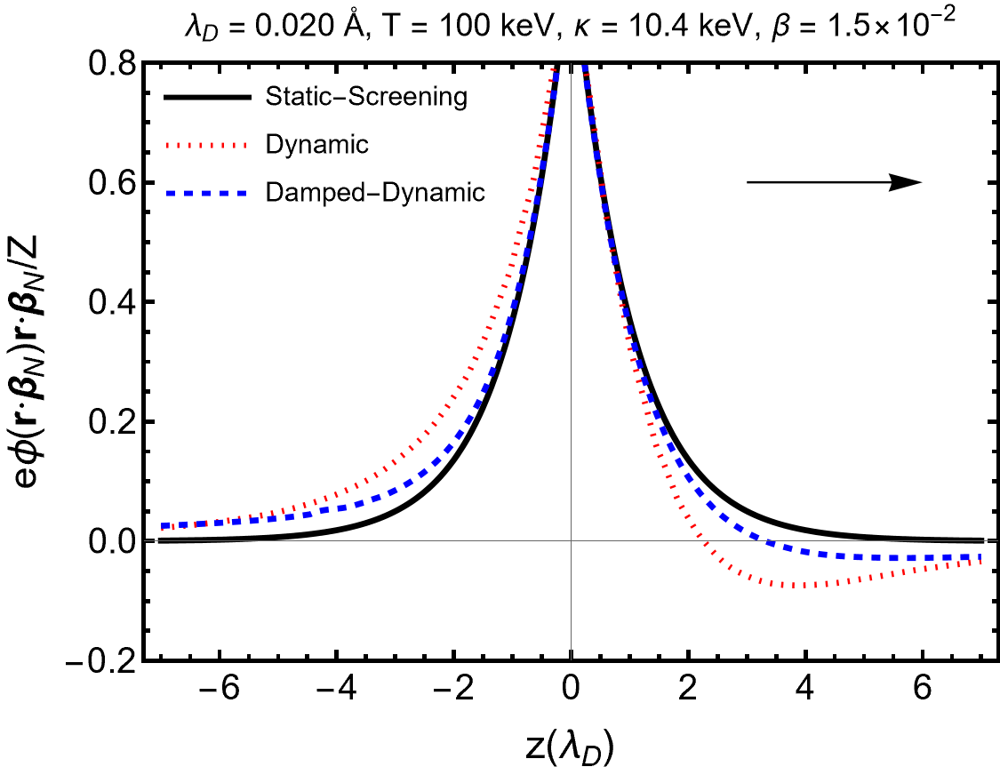 λ_D = 0.020 Å, T = 100 keV, κ = 10.4 keV, β = 1.5×10⁻²
Static−Screening
Dynamic
Damped−Dynamic
eϕ(r·β_N)r·β_N/Z
0.8
0.6
0.4
0.2
0.0
−0.2
−6 −4 −2 0 2 4 6
z(λ_D)